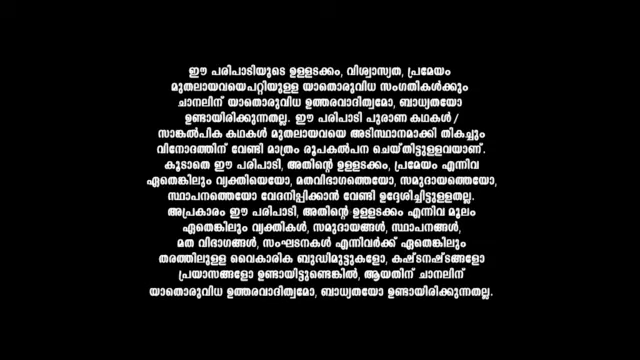 ഈ പരിപാടിയുടെ ഉള്ളടക്കം, വിശ്വാസ്യത, പ്രമേയം
മുതലായവയെപറ്റിയുളള യാതൊരുവിധ സംഗതികൾക്കും
ചാനലിന് യാതൊരുവിധ ഉത്തരവാദിത്വമോ, ബാധ്യതയോ
ഉണ്ടായിരിക്കുന്നതല്ല. ഈ പരിപാടി പുരാണ കഥകൾ/
സാങ്കൽപിക കഥകൾ മുതലായവയെ അടിസ്ഥാനമാക്കി തികച്ചും
വിനോദത്തിന് വേണ്ടി മാത്രം രൂപകൽപന ചെയ്തിട്ടുള്ളവയാണ്.
കൂടാതെ ഈ പരിപാടി, അതിന്റെ ഉള്ളടക്കം, പ്രമേയം എന്നിവ
ഏതെങ്കിലും വ്യക്തിയെയോ, മതവിഭാഗത്തെയോ, സമുദായത്തെയോ,
സ്ഥാപനത്തെയോ വേദനിപ്പിക്കാൻ വേണ്ടി ഉദ്ദേശിച്ചിട്ടുള്ളതല്ല.
അപ്രകാരം ഈ പരിപാടി, അതിന്റെ ഉള്ളടക്കം എന്നിവ മൂലം
ഏതെങ്കിലും വ്യക്തികൾ, സമുദായങ്ങൾ, സ്ഥാപനങ്ങൾ,
മത വിഭാഗങ്ങൾ, സംഘടനകൾ എന്നിവർക്ക് ഏതെങ്കിലും
തരത്തിലുളള വൈകാരിക ബുദ്ധിമുട്ടുകളോ, കഷ്ടനഷ്ടങ്ങളോ
പ്രയാസങ്ങളോ ഉണ്ടായിട്ടുണ്ടെങ്കിൽ, ആയതിന് ചാനലിന്
യാതൊരുവിധ ഉത്തരവാദിത്വമോ, ബാധ്യതയോ ഉണ്ടായിരിക്കുന്നതല്ല.